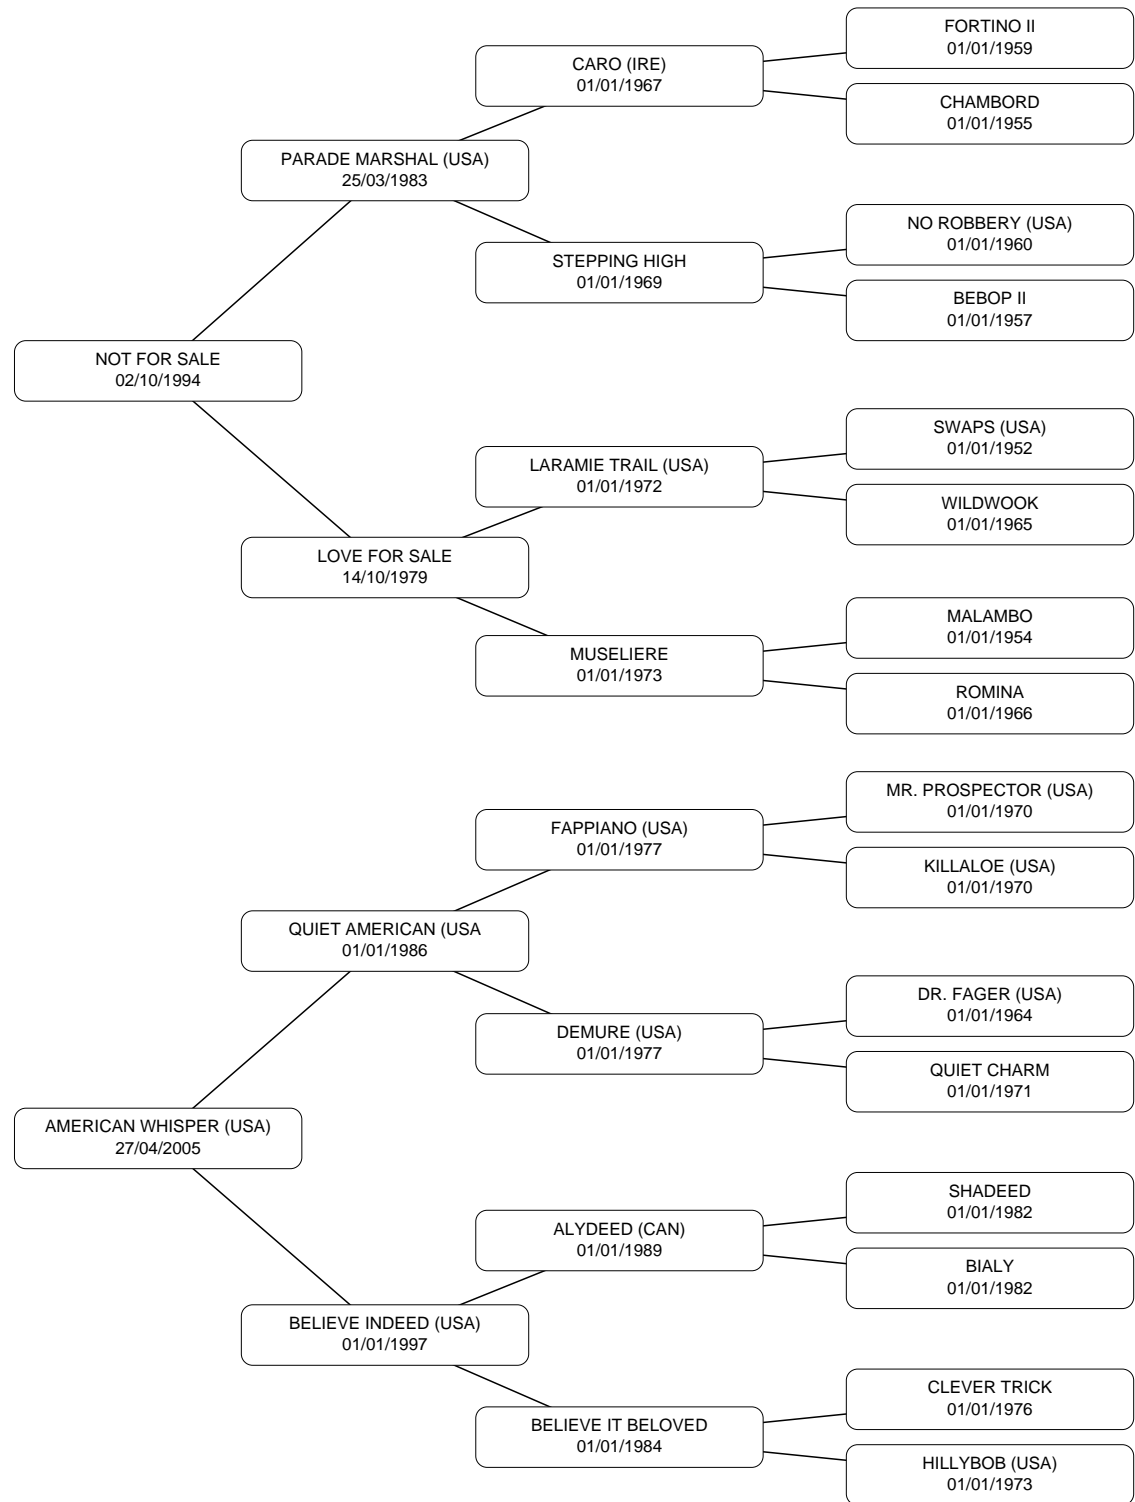 FORTINO II
01/01/1959
CARO (IRE)
01/01/1967
CHAMBORD
01/01/1955
PARADE MARSHAL (USA)
25/03/1983
NO ROBBERY (USA)
01/01/1960
STEPPING HIGH
01/01/1969
BEBOP II
01/01/1957
NOT FOR SALE
02/10/1994
SWAPS (USA)
01/01/1952
LARAMIE TRAIL (USA)
01/01/1972
WILDWOOK
01/01/1965
LOVE FOR SALE
14/10/1979
MALAMBO
01/01/1954
MUSELIERE
01/01/1973
ROMINA
01/01/1966
MR. PROSPECTOR (USA)
01/01/1970
FAPPIANO (USA)
01/01/1977
KILLALOE (USA)
01/01/1970
QUIET AMERICAN (USA
01/01/1986
DR. FAGER (USA)
01/01/1964
DEMURE (USA)
01/01/1977
QUIET CHARM
01/01/1971
AMERICAN WHISPER (USA)
27/04/2005
SHADEED
01/01/1982
ALYDEED (CAN)
01/01/1989
BIALY
01/01/1982
BELIEVE INDEED (USA)
01/01/1997
CLEVER TRICK
01/01/1976
BELIEVE IT BELOVED
01/01/1984
HILLYBOB (USA)
01/01/1973